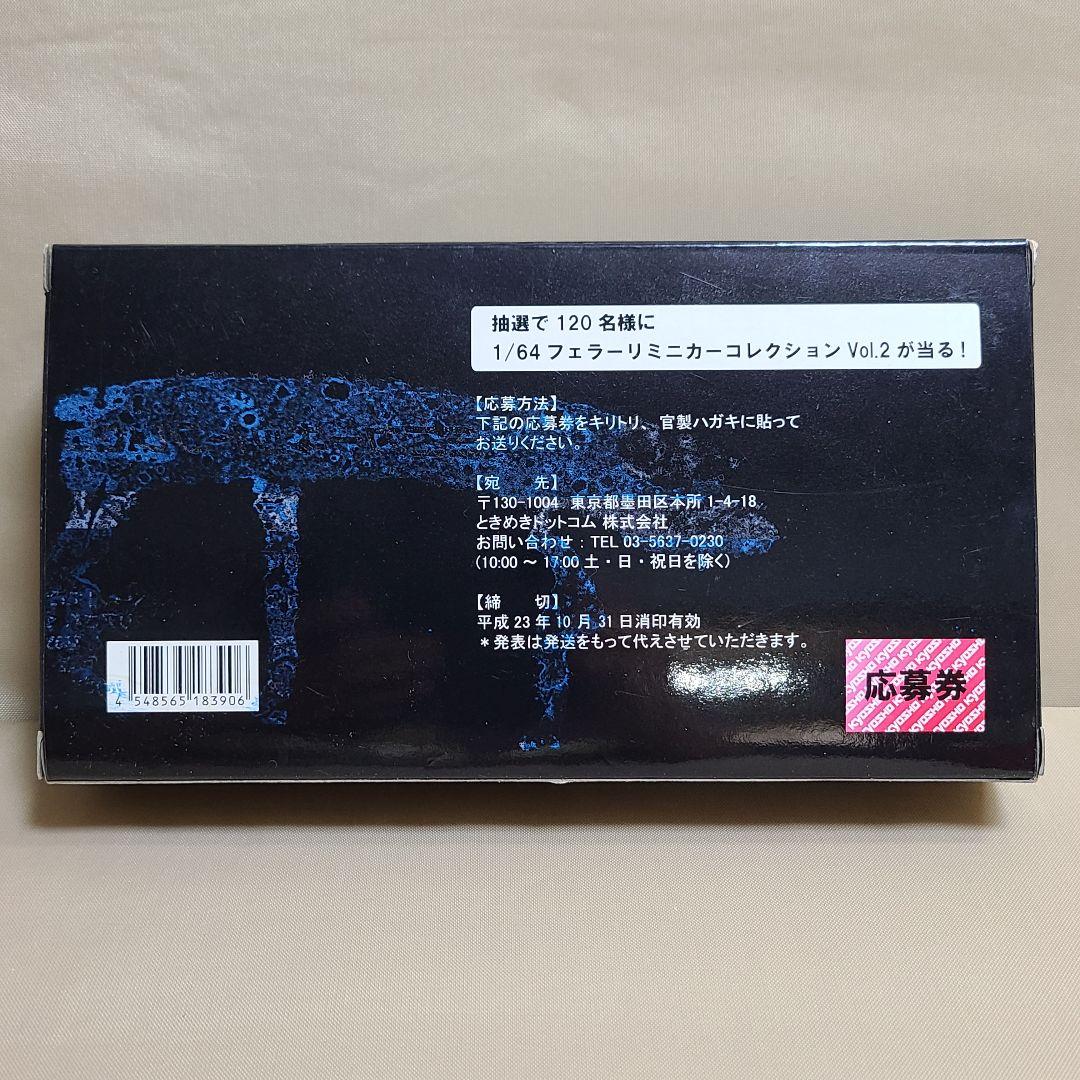 抽選で 120 名様に
1/64 フェラーリミニカーコレクション Vol.2 が当る！
【応募方法】
下記の応募券をキリトリ、官製ハガキに貼って
お送りください。
【宛　先】
〒130-1004 東京都墨田区本所 1-4-18
ときめきドットコム 株式会社
お問い合わせ：TEL 03-5637-0230
(10:00 ～ 17:00 土・日・祝日を除く)
【締　切】
平成 23 年 10 月 31 日消印有効
＊発表は発送をもって代えさせていただきます。
応募券
KYOSHO
4 548565 183906